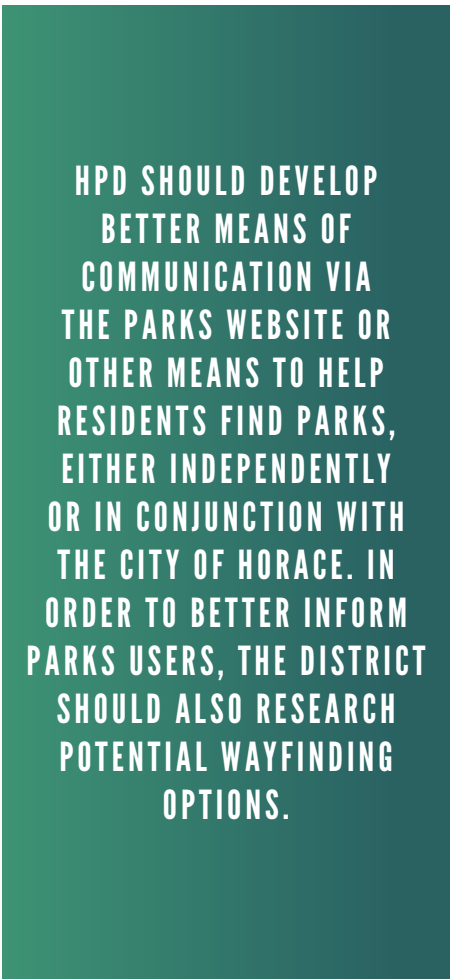 HPD SHOULD DEVELOP
BETTER MEANS OF
COMMUNICATION VIA
THE PARKS WEBSITE OR
OTHER MEANS TO HELP
RESIDENTS FIND PARKS,
EITHER INDEPENDENTLY
OR IN CONJUNCTION WITH
THE CITY OF HORACE. IN
ORDER TO BETTER INFORM
PARKS USERS, THE DISTRICT
SHOULD ALSO RESEARCH
POTENTIAL WAYFINDING
OPTIONS.